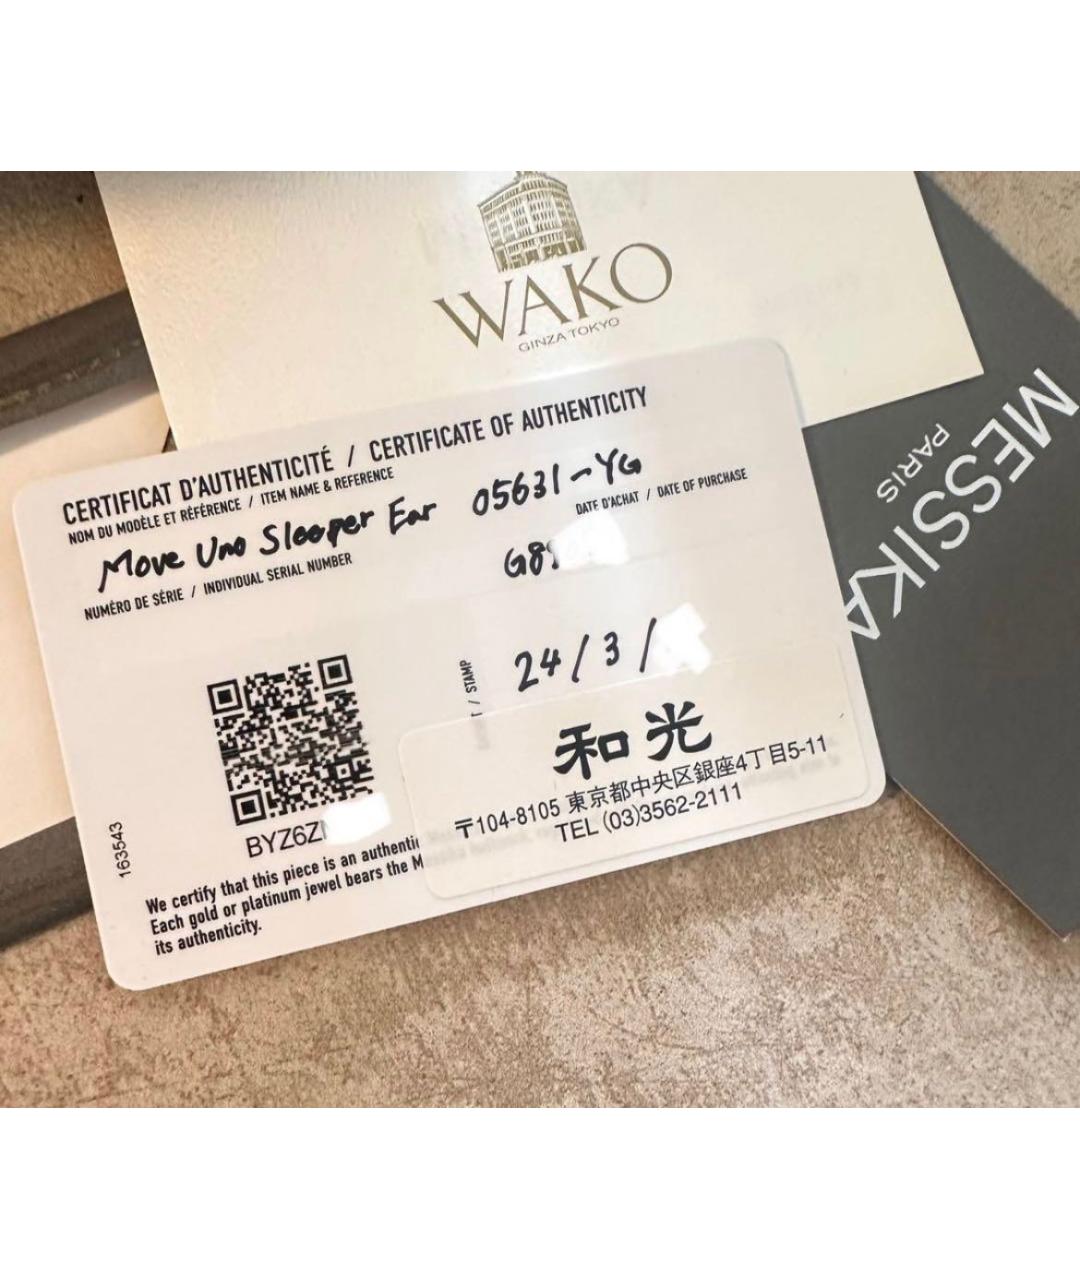 WAKO
GINZA TOKYO
MESSIKA
PARIS
CERTIFICAT D'AUTHENTICITÉ / CERTIFICATE OF AUTHENTICITY
NOM DU MODÈLE ET RÉFÉRENCE / ITEM NAME & REFERENCE
Move Uno Sleeper Ear 05631-YG
NUMÉRO DE SÉRIE / INDIVIDUAL SERIAL NUMBER
DATE D'ACHAT / DATE OF PURCHASE
G89
24/3/
/ STAMP
和光
〒104-8105 東京都中央区銀座4丁目5-11
TEL (03)3562-2111
BYZ6Z
163543
We certify that this piece is an authenti
Each gold or platinum jewel bears the M
its authenticity.